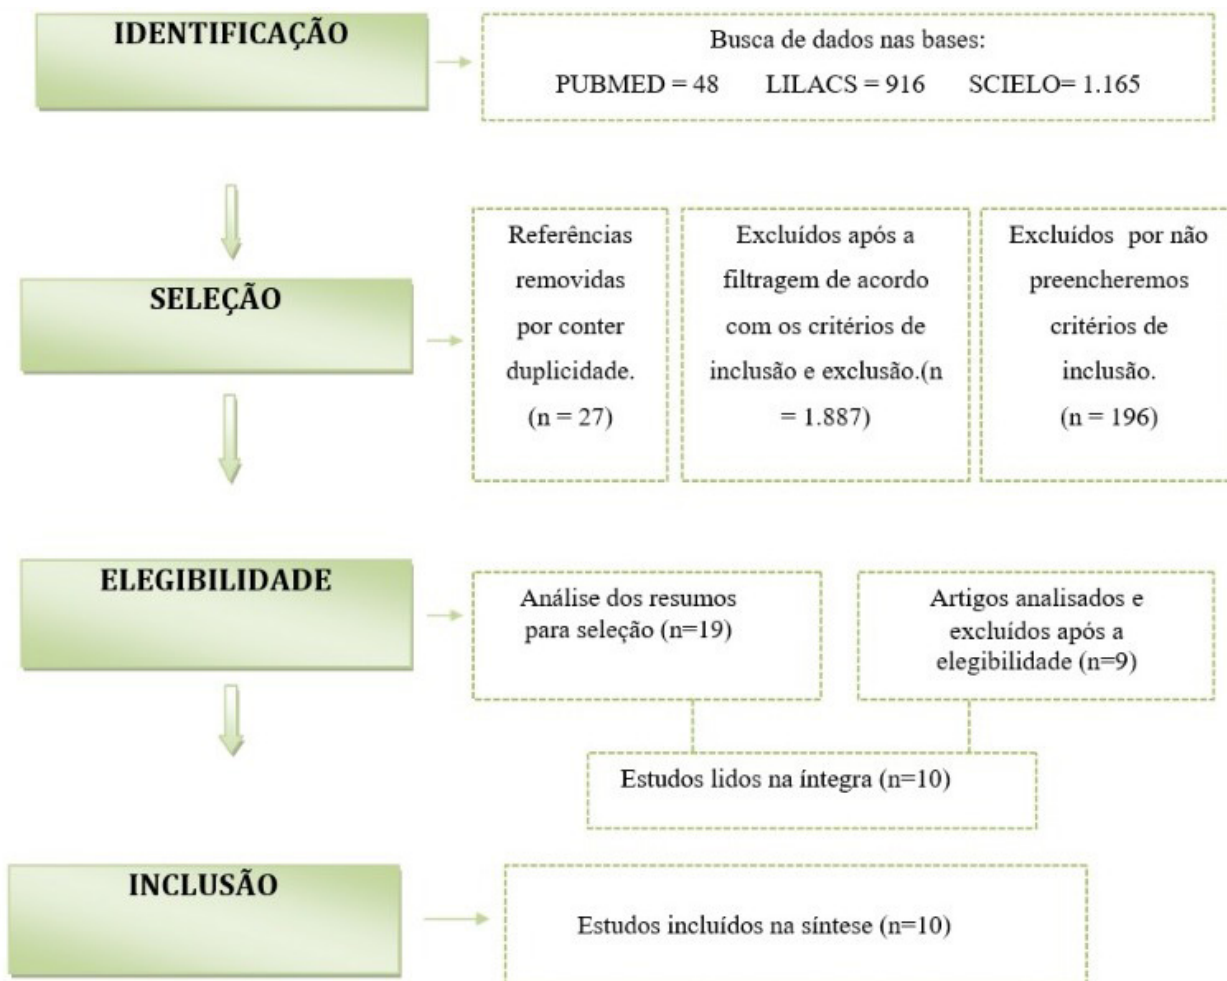 IDENTIFICAÇÃO
Busca de dados nas bases:
PUBMED = 48 LILACS = 916 SCIELO= 1.165
SELEÇÃO
Referências
removidas
por conter
duplicidade.
(n = 27)
Excluídos após a
filtragem de acordo
com os critérios de
inclusão e exclusão.(n
= 1.887)
Excluídos por não
preencheremos
critérios de
inclusão.
(n = 196)
ELEGIBILIDADE
Análise dos resumos
para seleção (n=19)
Artigos analisados e
excluídos após a
elegibilidade (n=9)
Estudos lidos na íntegra (n=10)
INCLUSÃO
Estudos incluídos na síntese (n=10)